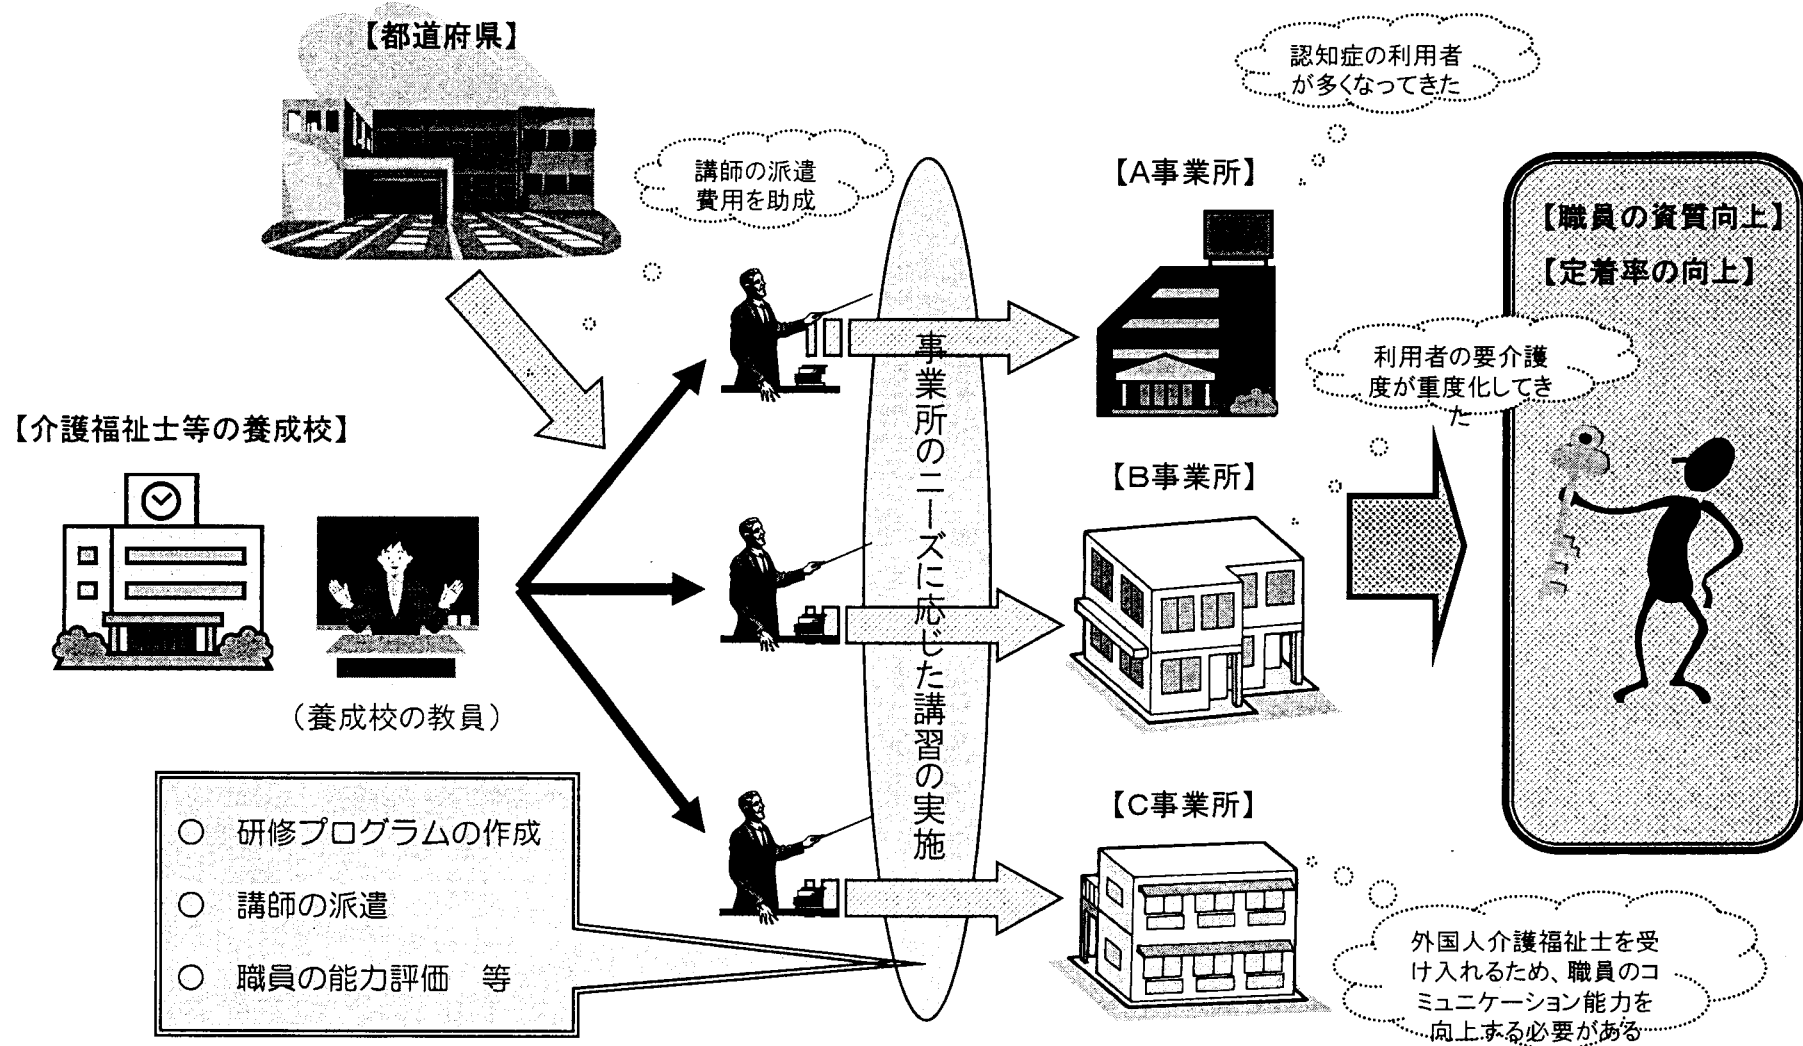 【都道府県】
講師の派遣
費用を助成
認知症の利用者
が多くなってきた
【A事業所】
【職員の資質向上】
【定着率の向上】
利用者の要介護
度が重度化してき
た
【介護福祉士等の養成校】
（養成校の教員）
事業所のニーズに応じた講習の実施
【B事業所】
【C事業所】
○　研修プログラムの作成
○　講師の派遣
○　職員の能力評価　等
外国人介護福祉士を受
け入れるため、職員のコ
ミュニケーション能力を
向上する必要がある